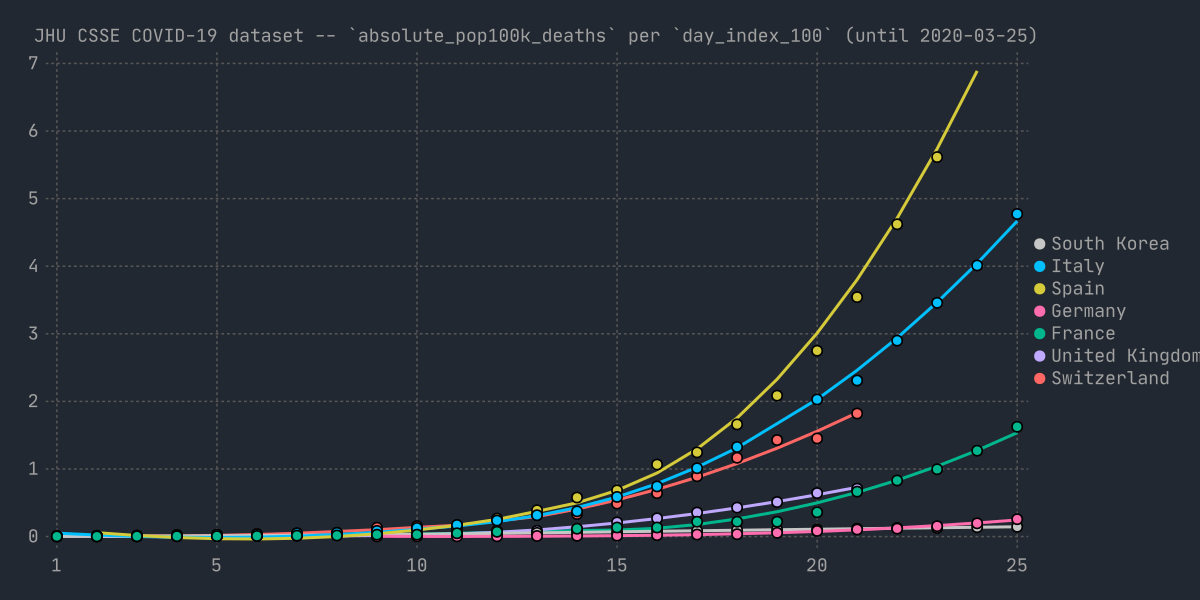 JHU CSSE COVID-19 dataset -- `absolute_pop100k_deaths` per `day_index_100` (until 2020-03-25)
7
6
5
4
3
2
1
0
1 5 10 15 20 25
South Korea
Italy
Spain
Germany
France
United Kingdom
Switzerland